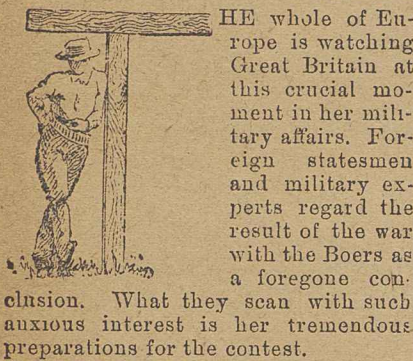 THE whole of Eu-
rope is watching
Great Britain at
this crucial mo-
ment in her mili-
tary affairs. For-
eign statesmen
and military ex-
perts regard the
result of the war
with the Boers as
a foregone con-
clusion. What they scan with such
anxious interest is her tremendous
preparations for the contest.